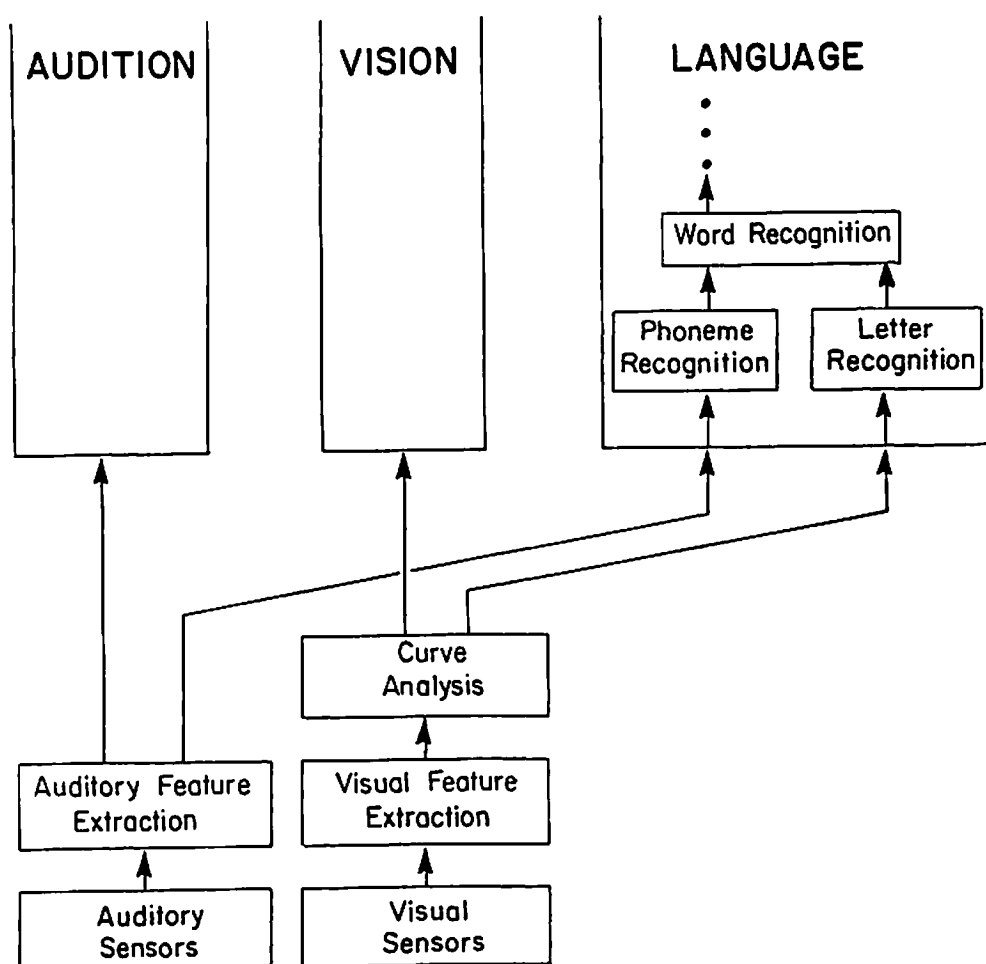 AUDITION
VISION
LANGUAGE
Word Recognition
Phoneme
Recognition
Letter
Recognition
Curve
Analysis
Auditory Feature
Extraction
Visual Feature
Extraction
Auditory
Sensors
Visual
Sensors